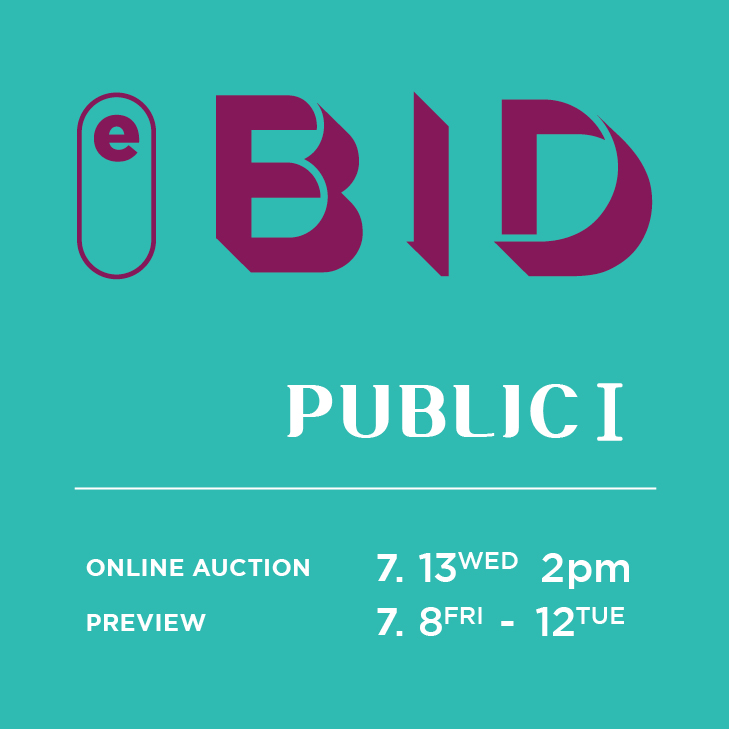 e BID
PUBLIC I
ONLINE AUCTION 7. 13WED 2pm
PREVIEW 7. 8FRI - 12TUE